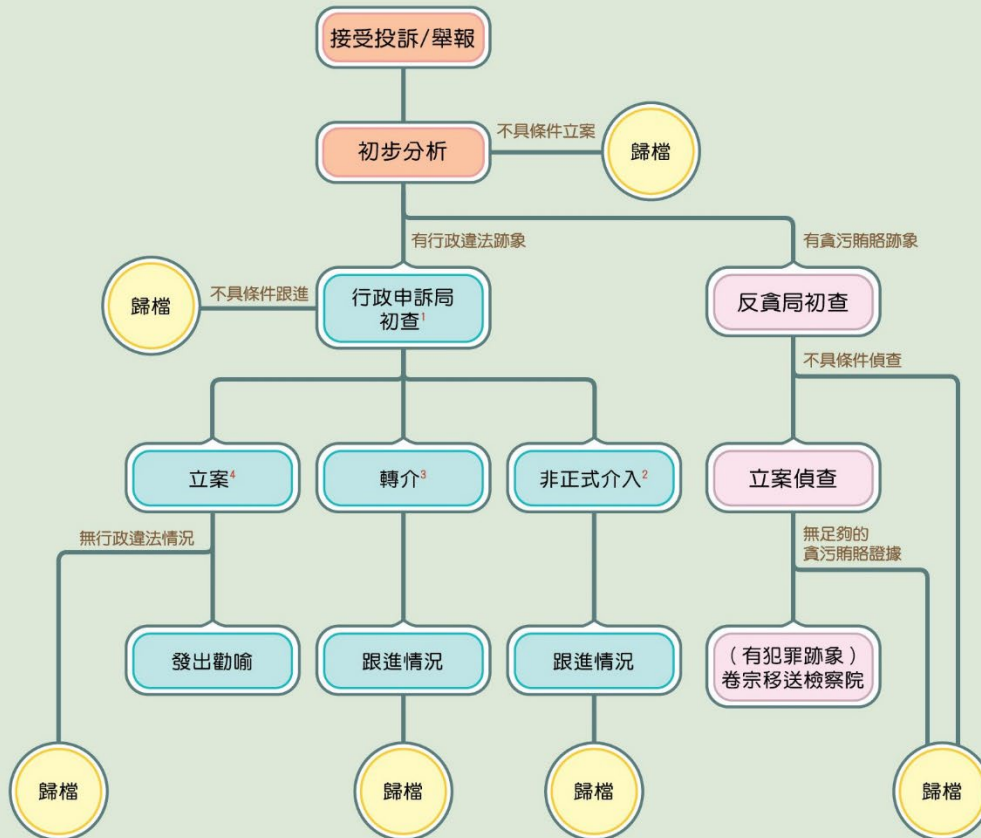 接受投訴/舉報
初步分析
不具條件立案
歸檔
有行政違法跡象
有貪污賄賂跡象
歸檔
不具條件跟進
行政申訴局
初查1
反貪局初查
不具條件偵查
立案4
轉介3
非正式介入2
立案偵查
無行政違法情況
無足夠的
貪污賄賂證據
發出勸喻
跟進情況
跟進情況
（有犯罪跡象）
卷宗移送檢察院
歸檔
歸檔
歸檔
歸檔